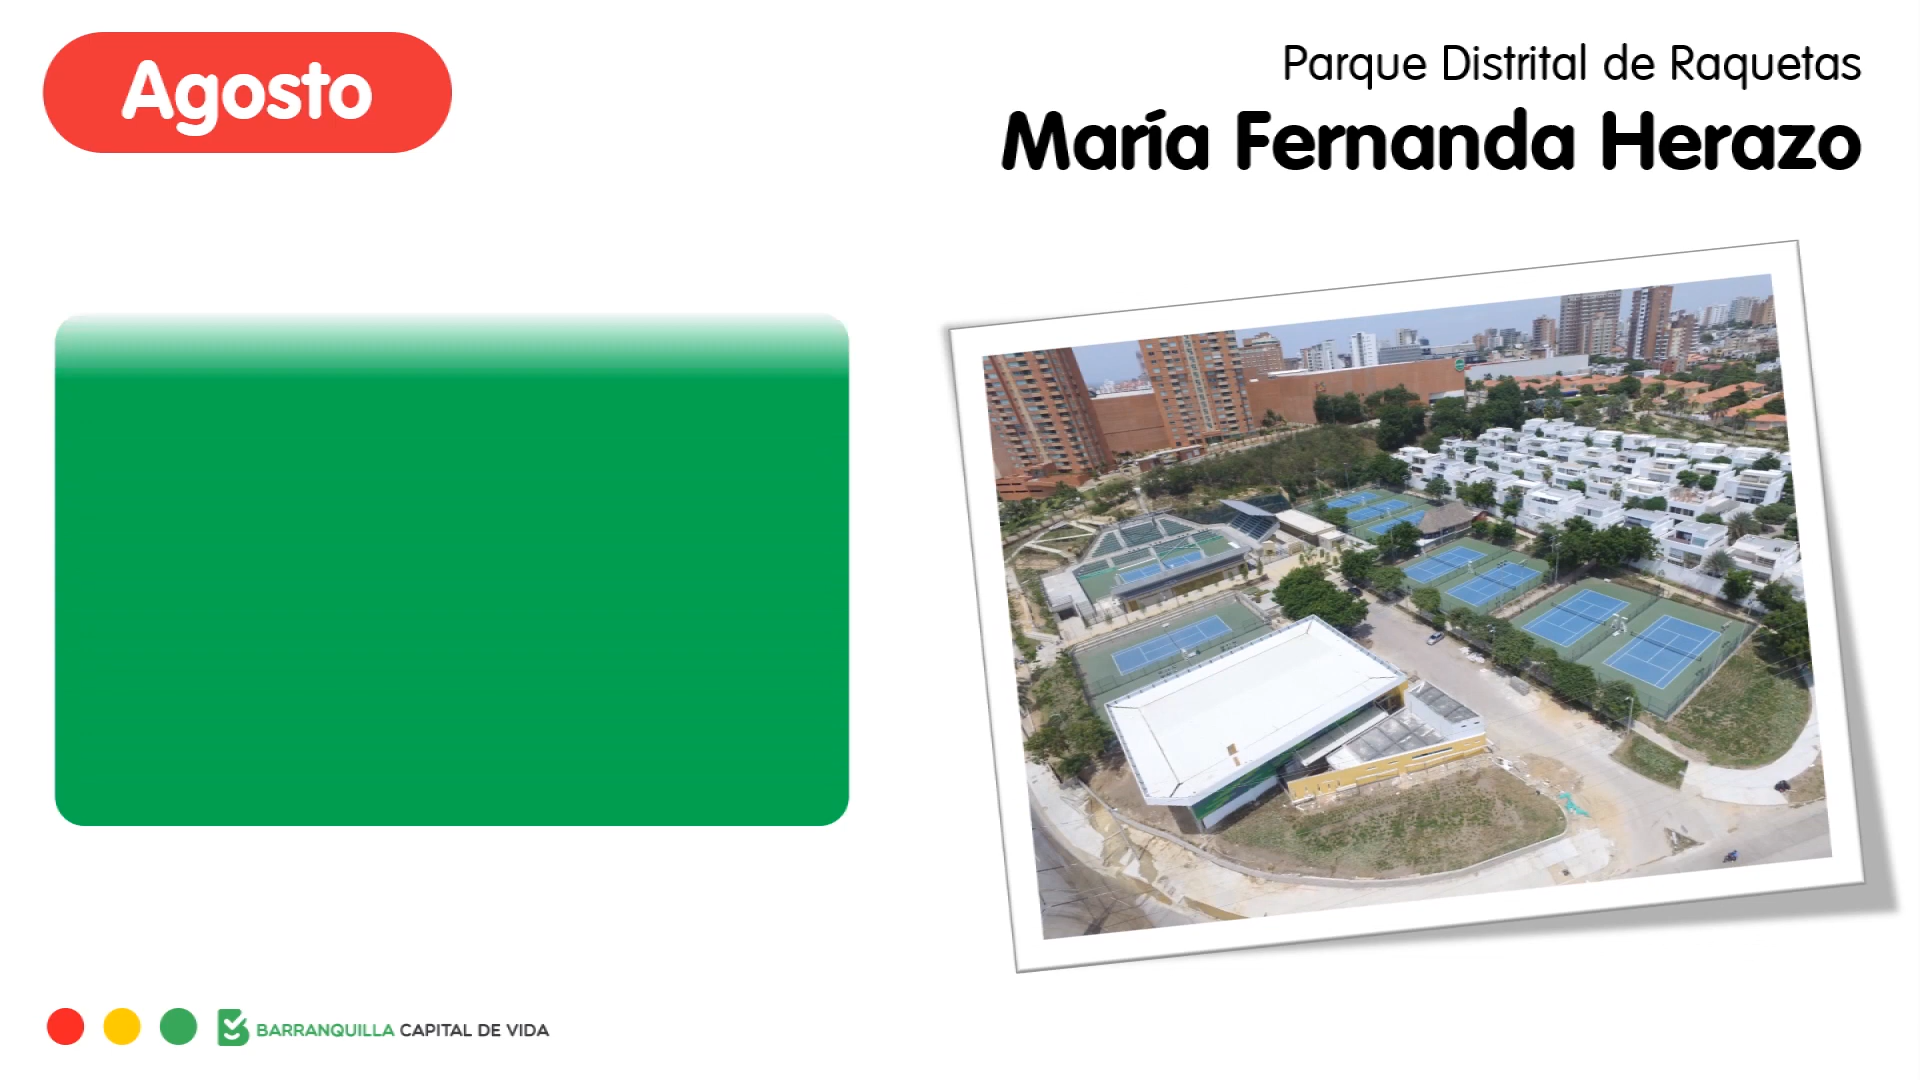 Agosto
Parque Distrital de Raquetas
María Fernanda Herazo
BARRANQUILLA CAPITAL DE VIDA